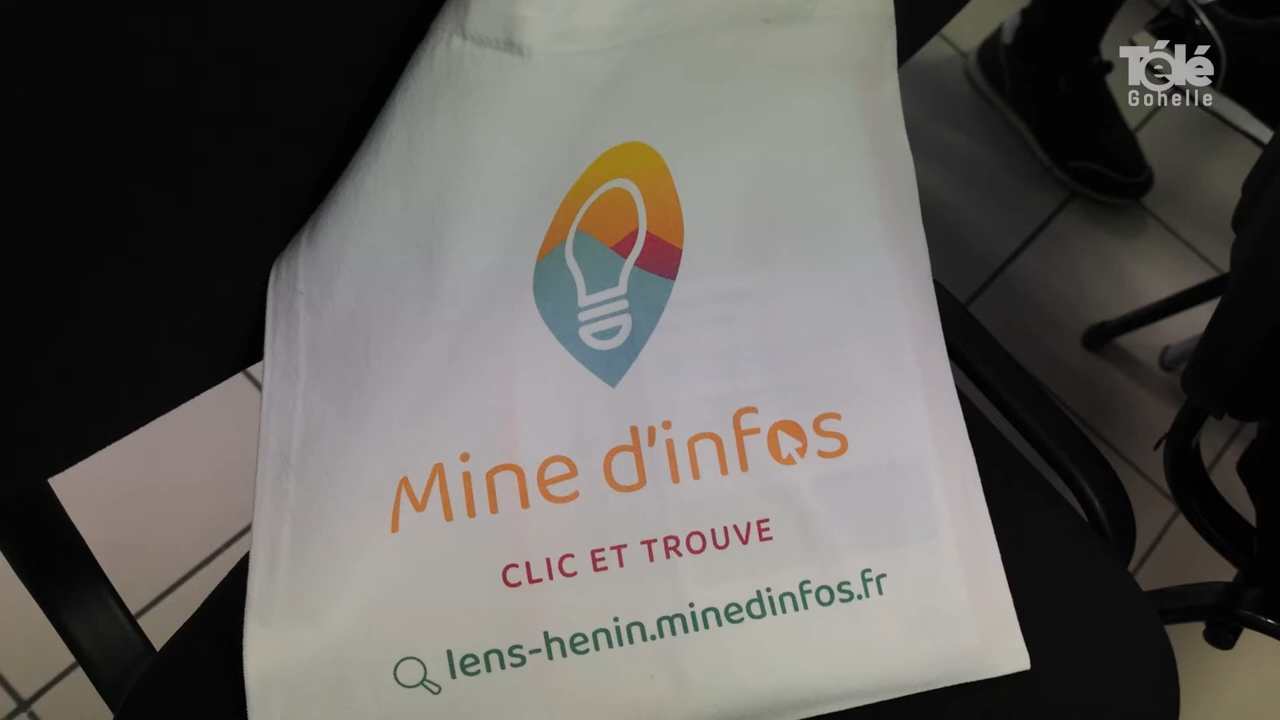 Télé
Gohelle
Mine d'infos
CLIC ET TROUVE
lens-henin.minedinfos.fr